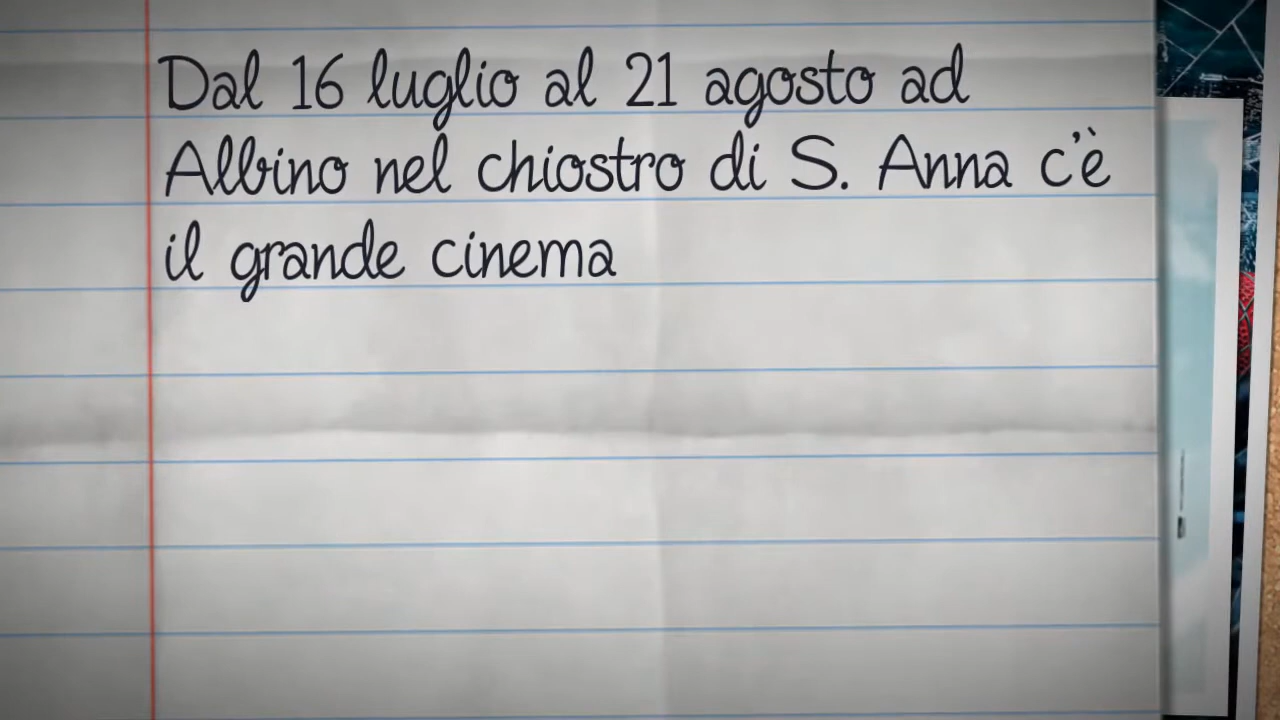 Dal 16 luglio al 21 agosto ad
Albino nel chiostro di S. Anna c'è
il grande cinema